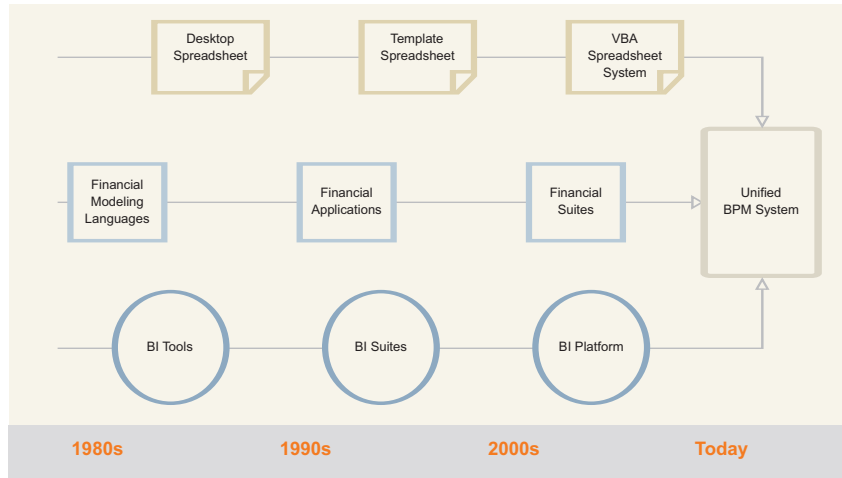 Desktop
Spreadsheet
Template
Spreadsheet
VBA
Spreadsheet
System
Financial
Modeling
Languages
Financial
Applications
Financial
Suites
Unified
BPM System
BI Tools
BI Suites
BI Platform
1980s
1990s
2000s
Today